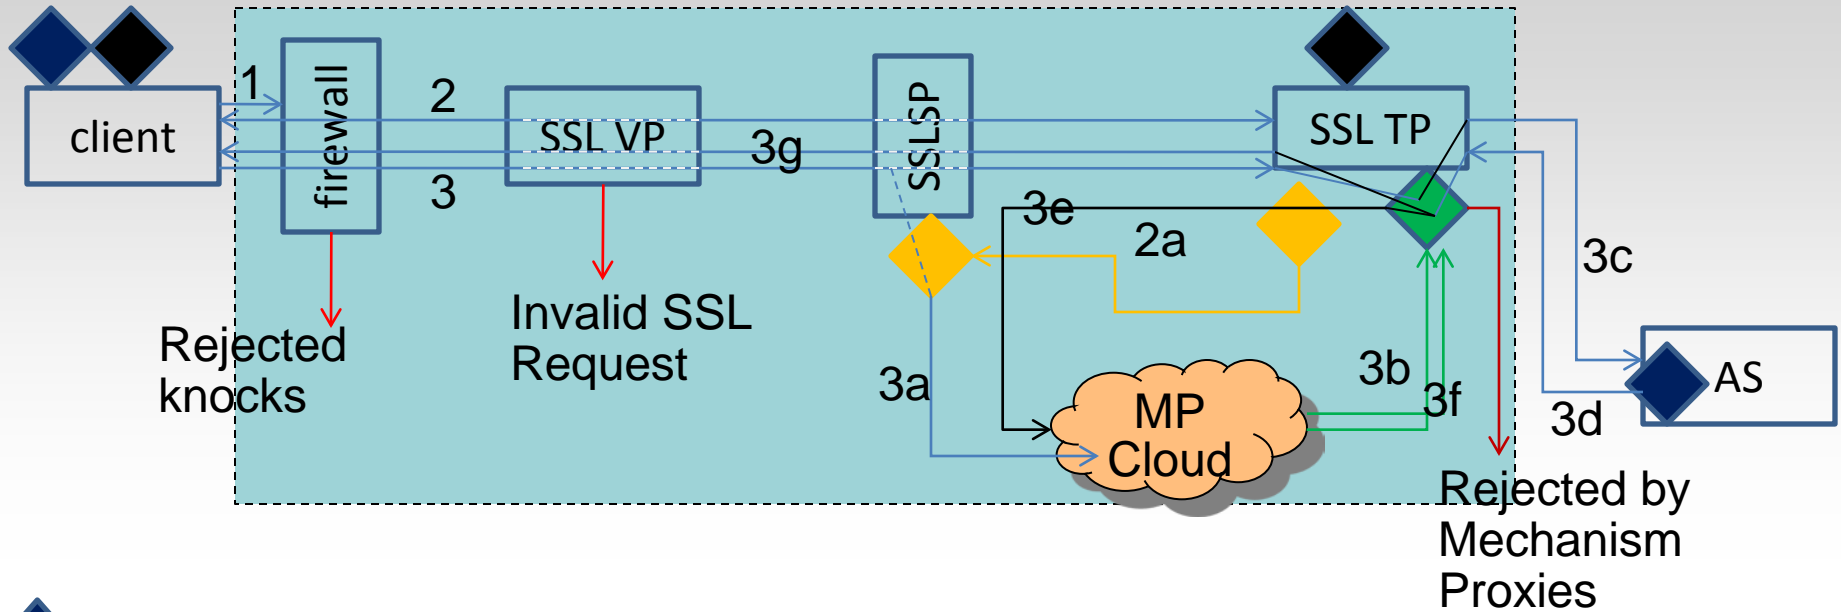 1
client
firewall
2
3
SSL VP
3g
SSLSP
SSL TP
3e
2a
3c
Rejected
knocks
Invalid SSL
Request
3a
MP
Cloud
3b
3f
3d
AS
Rejected by
Mechanism
Proxies